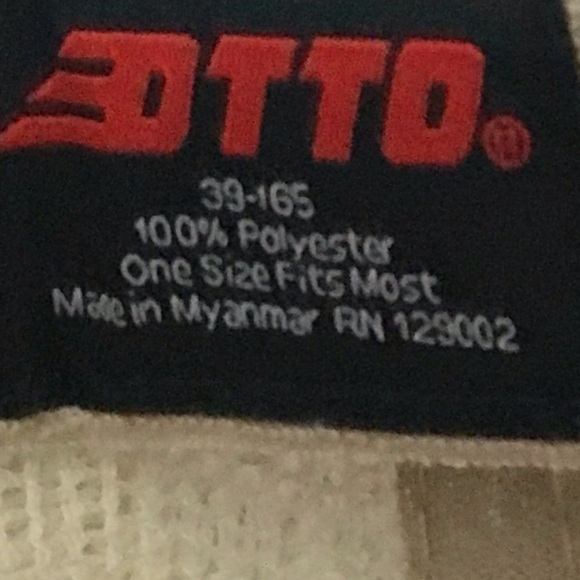 OTTO®
39-165
100% Polyester
One Size Fits Most
Made in Myanmar RN 129002